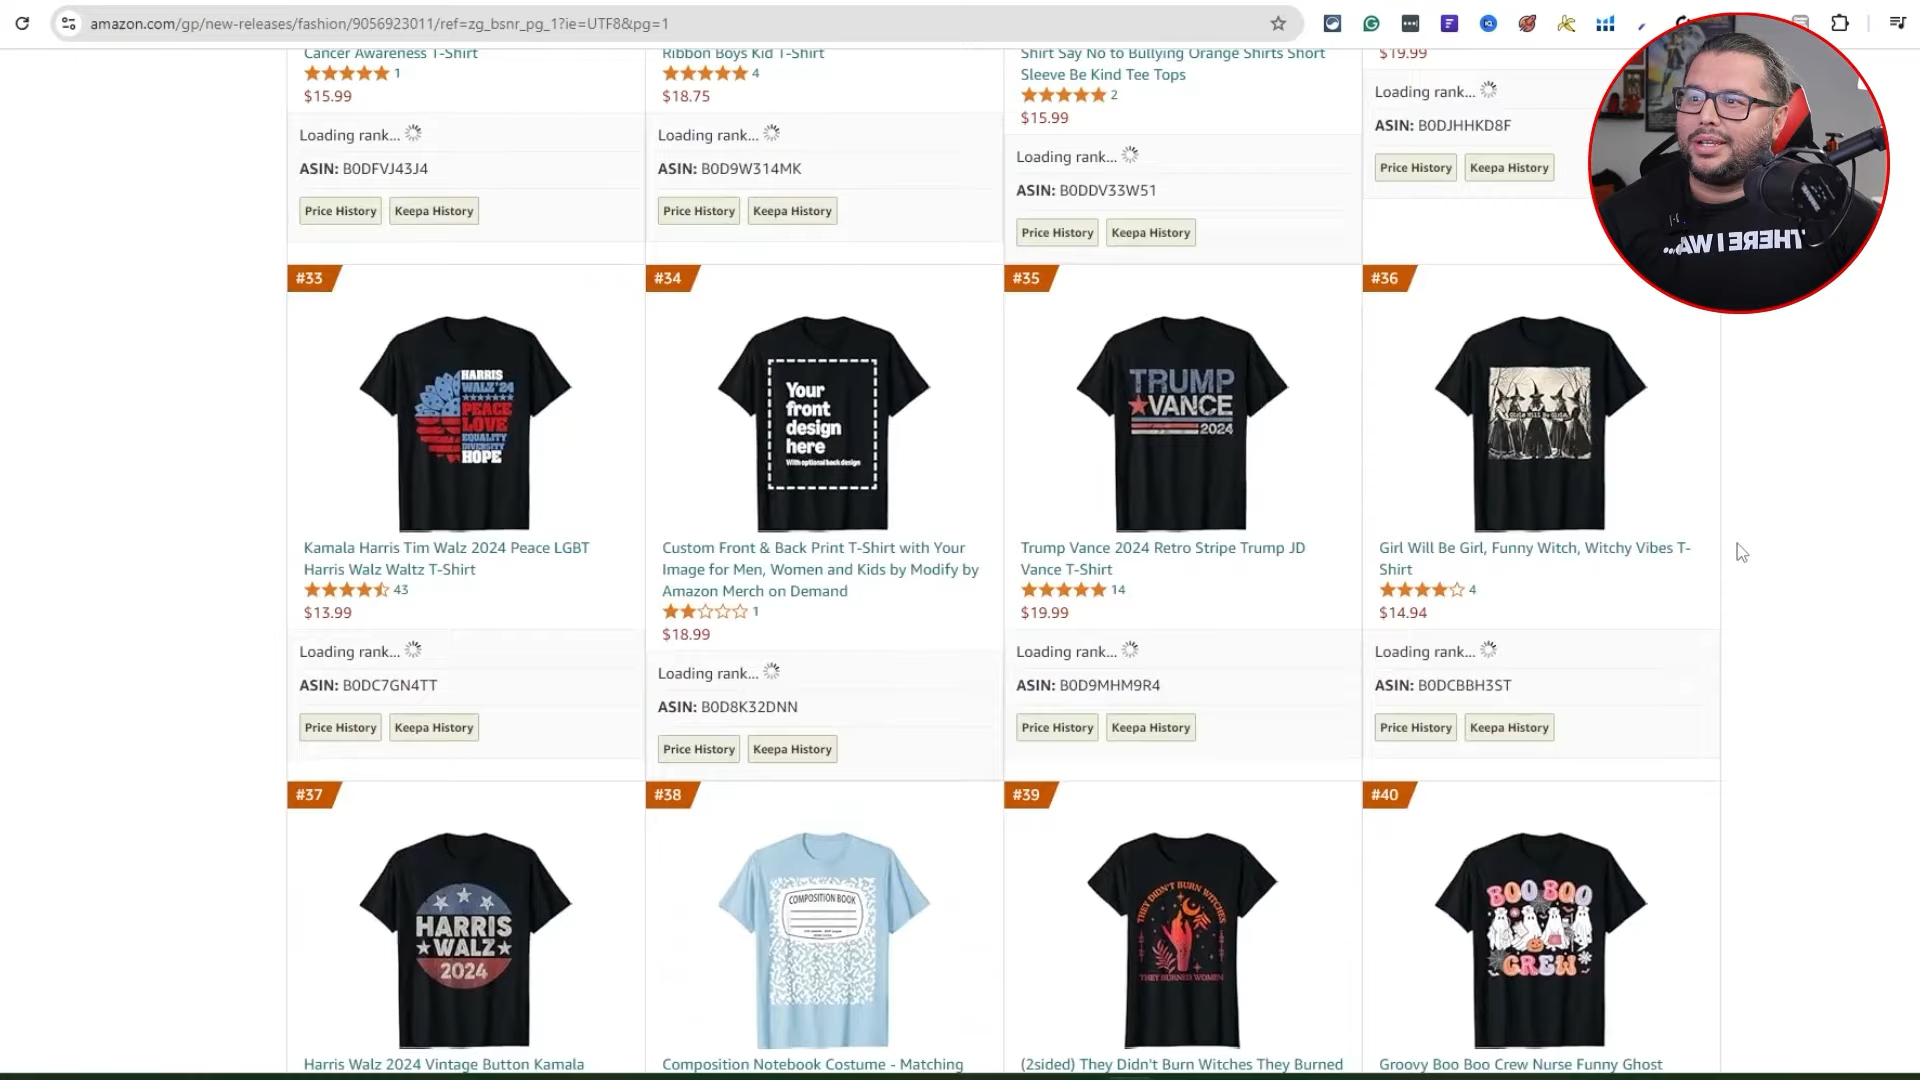 amazon.com/gp/new-releases/fashion/9056923011/ref=zg_bsnr_pg_1?ie=UTF8&pg=1
Cancer Awareness T-Shirt
1
$15.99
Loading rank...
ASIN: B0DFVJ43J4
Price History
Keepa History
Ribbon Boys Kid T-Shirt
4
$18.75
Loading rank...
ASIN: B0D9W314MK
Price History
Keepa History
Shirt Say No to Bullying Orange Shirts Short
Sleeve Be Kind Tee Tops
2
$15.99
Loading rank...
ASIN: B0DDV33W51
Price History
Keepa History
$19.99
Loading rank...
ASIN: B0DJHHKD8F
Price History
Keepa History
THERE I WA...
#33
HARRIS
WALZ'24
PEACE
LOVE
EQUALITY
DIVERSITY
HOPE
Kamala Harris Tim Walz 2024 Peace LGBT
Harris Walz Waltz T-Shirt
43
$13.99
Loading rank...
ASIN: B0DC7GN4TT
Price History
Keepa History
#34
Your
front
design
here
With optional back design
Custom Front & Back Print T-Shirt with Your
Image for Men, Women and Kids by Modify by
Amazon Merch on Demand
1
$18.99
Loading rank...
ASIN: B0D8K32DNN
Price History
Keepa History
#35
TRUMP
VANCE
2024
Trump Vance 2024 Retro Stripe Trump JD
Vance T-Shirt
14
$19.99
Loading rank...
ASIN: B0D9MHM9R4
Price History
Keepa History
#36
Girls Will Be Girls
Girl Will Be Girl, Funny Witch, Witchy Vibes T-
Shirt
4
$14.94
Loading rank...
ASIN: B0DCBBH3ST
Price History
Keepa History
#37
HARRIS
WALZ
2024
Harris Walz 2024 Vintage Button Kamala
#38
COMPOSITION BOOK
Composition Notebook Costume - Matching
#39
THEY DIDN'T BURN WITCHES
THEY BURNED WOMEN
(2sided) They Didn't Burn Witches They Burned
#40
BOO BOO
CREW
Groovy Boo Boo Crew Nurse Funny Ghost